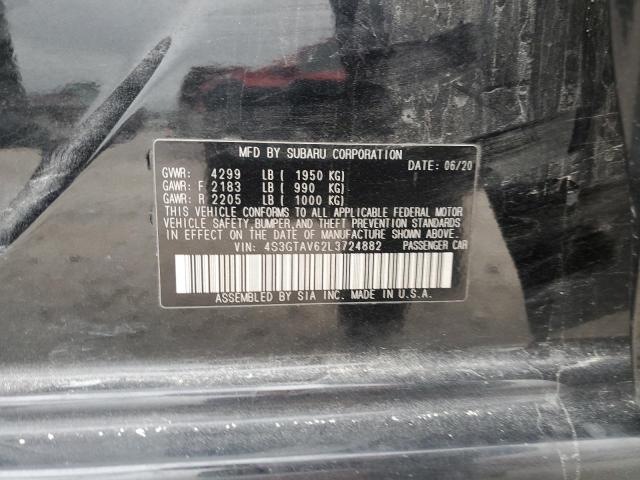 MFD BY SUBARU CORPORATION
DATE: 06/20
GVWR: 4299 LB ( 1950 KG)
GAWR: F 2183 LB ( 990 KG)
GAWR: R 2205 LB ( 1000 KG)
THIS VEHICLE CONFORMS TO ALL APPLICABLE FEDERAL MOTOR
VEHICLE SAFETY, BUMPER, AND THEFT PREVENTION STANDARDS
IN EFFECT ON THE DATE OF MANUFACTURE SHOWN ABOVE.
VIN: 4S3GTAV62L3724882 PASSENGER CAR
ASSEMBLED BY SIA INC. MADE IN U.S.A.